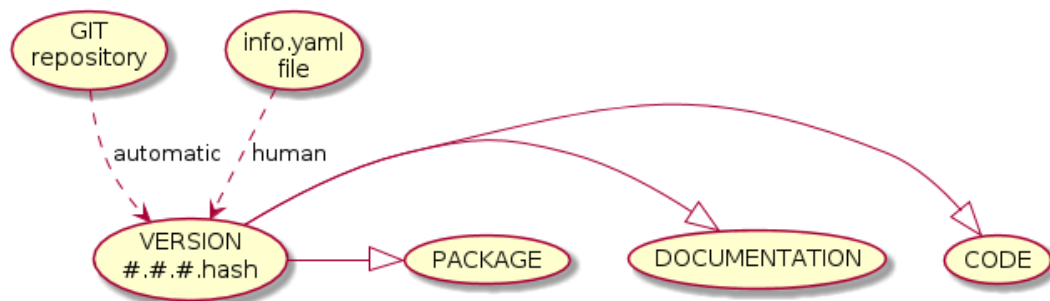 GIT
repository
info.yaml
file
automatic
human
VERSION
#.#.#.hash
PACKAGE
DOCUMENTATION
CODE